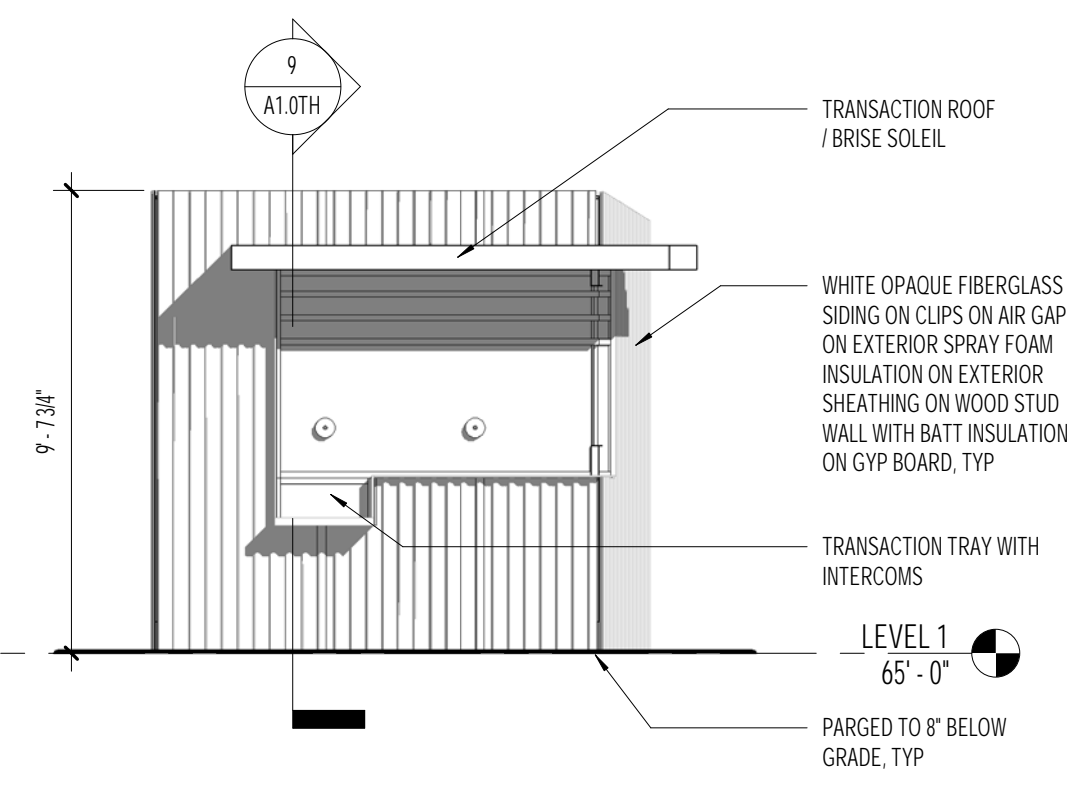 9
A1.0TH
TRANSACTION ROOF
/ BRISE SOLEIL
WHITE OPAQUE FIBERGLASS
SIDING ON CLIPS ON AIR GAP
ON EXTERIOR SPRAY FOAM
INSULATION ON EXTERIOR
SHEATHING ON WOOD STUD
WALL WITH BATT INSULATION
ON GYP BOARD, TYP
9' - 7 3/4"
TRANSACTION TRAY WITH
INTERCOMS
LEVEL 1
65' - 0"
PARGED TO 8" BELOW
GRADE, TYP